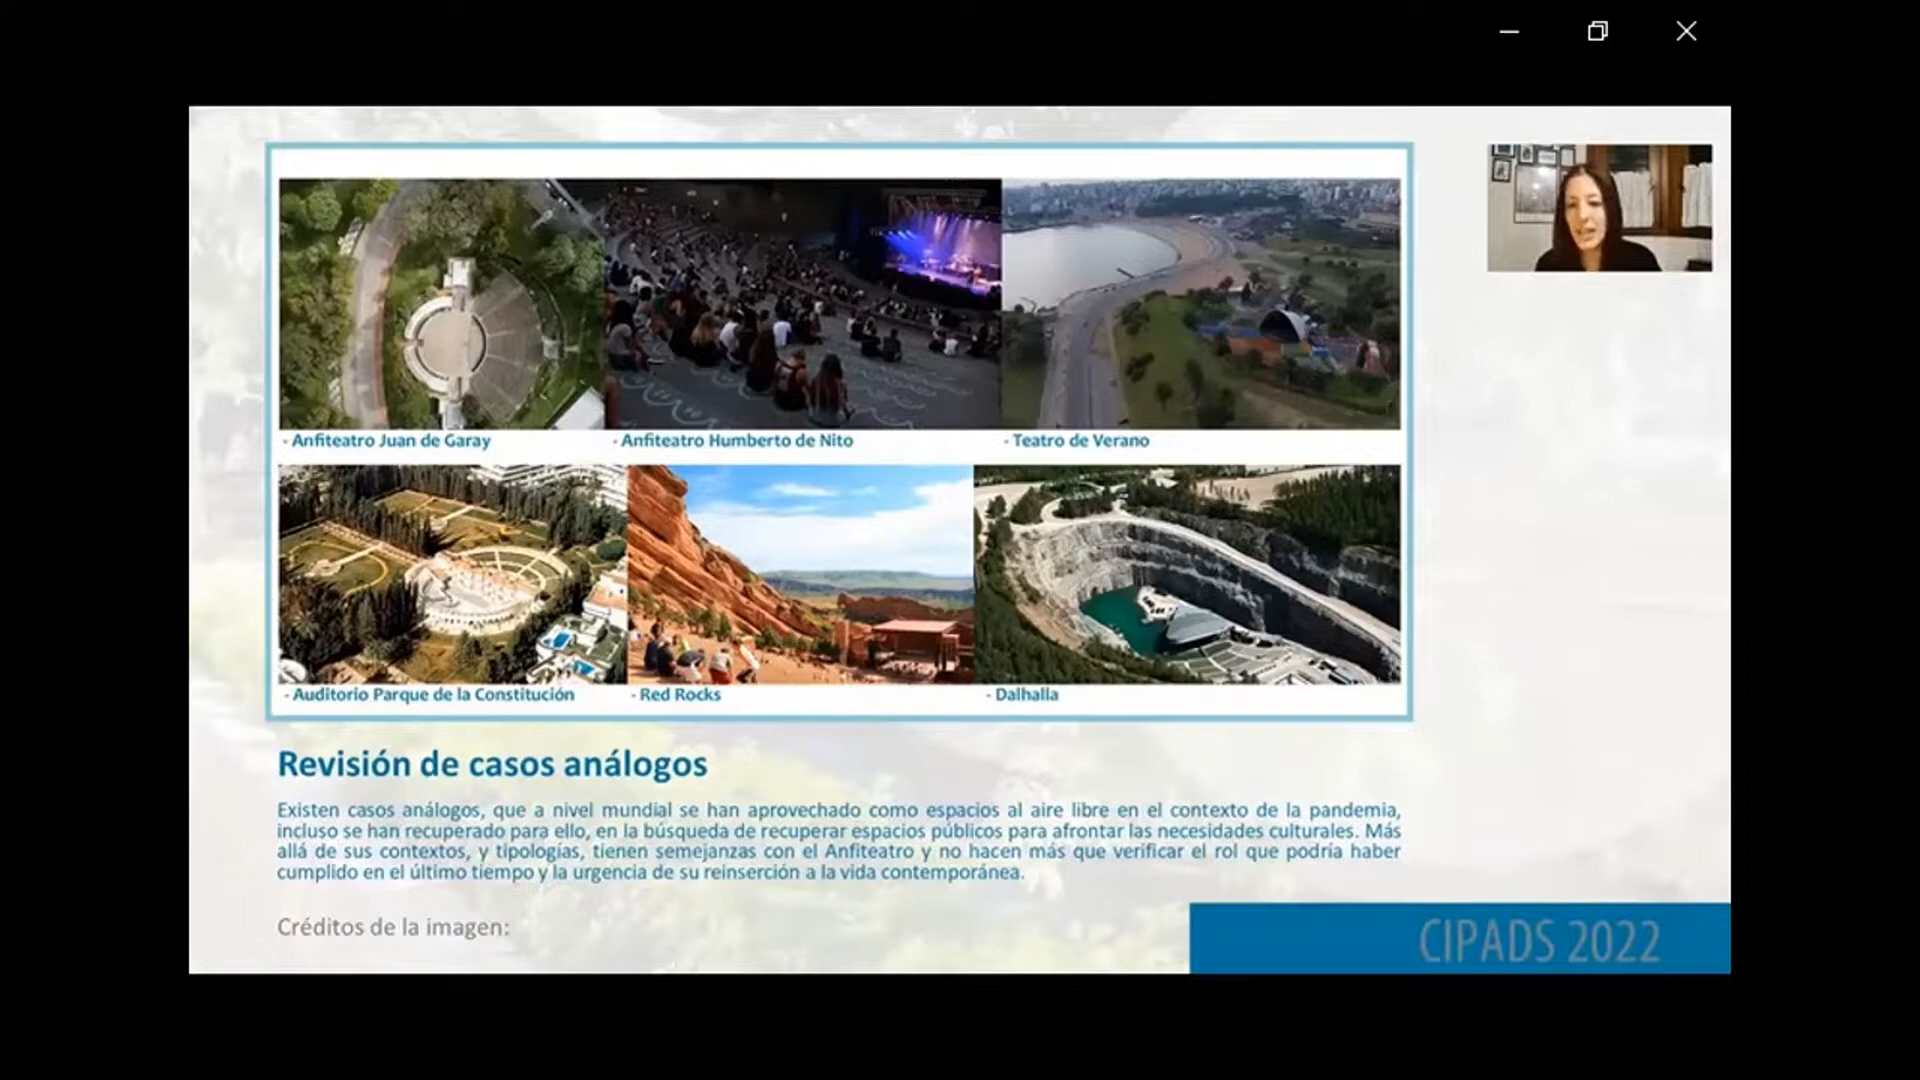 - Anfiteatro Juan de Garay
- Anfiteatro Humberto de Nito
- Teatro de Verano
- Auditorio Parque de la Constitución
- Red Rocks
- Dalhalla
Revisión de casos análogos
Existen casos análogos, que a nivel mundial se han aprovechado como espacios al aire libre en el contexto de la pandemia,
incluso se han recuperado para ello, en la búsqueda de recuperar espacios públicos para afrontar las necesidades culturales. Más
allá de sus contextos, y tipologías, tienen semejanzas con el Anfiteatro y no hacen más que verificar el rol que podría haber
cumplido en el último tiempo y la urgencia de su reinserción a la vida contemporánea.
Créditos de la imagen:
CIPADS 2022